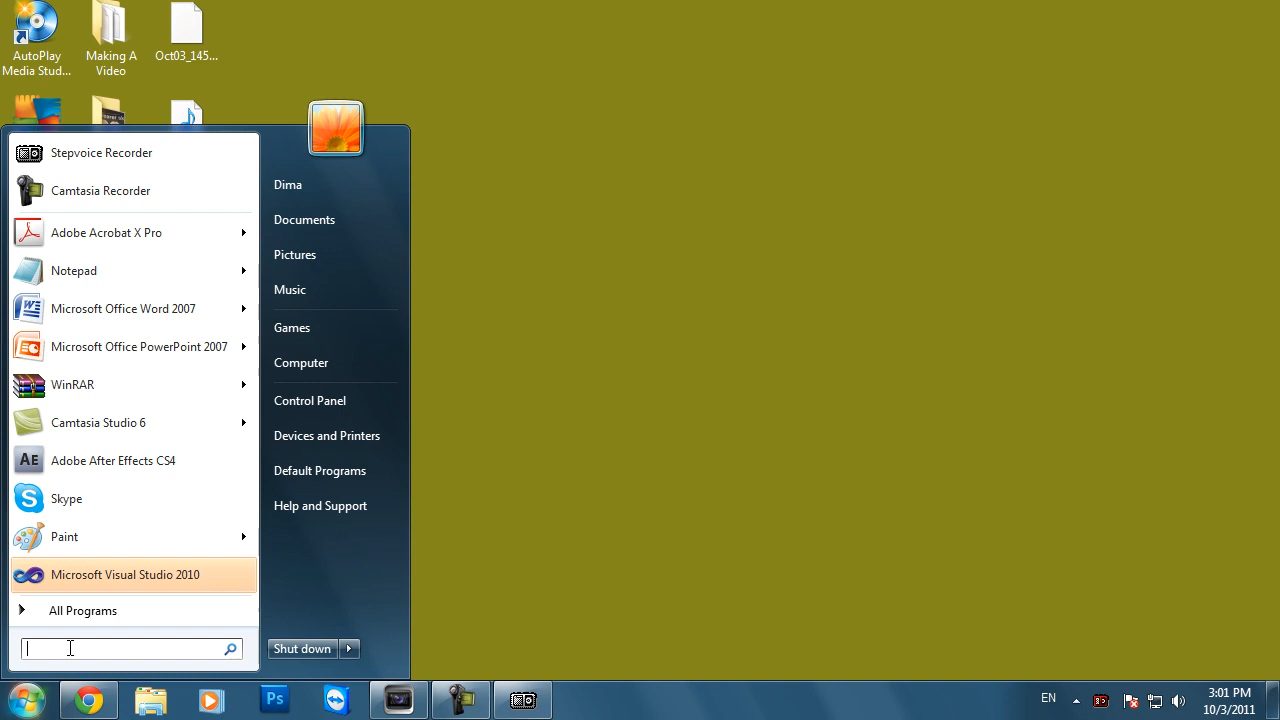 AutoPlay
Media Stud...
Making A
Video
Oct03_145...
Stepvoice Recorder
Camtasia Recorder
Adobe Acrobat X Pro
Notepad
Microsoft Office Word 2007
Microsoft Office PowerPoint 2007
WinRAR
Camtasia Studio 6
AE Adobe After Effects CS4
Skype
Paint
Microsoft Visual Studio 2010
All Programs
Dima
Documents
Pictures
Music
Games
Computer
Control Panel
Devices and Printers
Default Programs
Help and Support
Shut down
Ps
EN
3:01 PM
10/3/2011